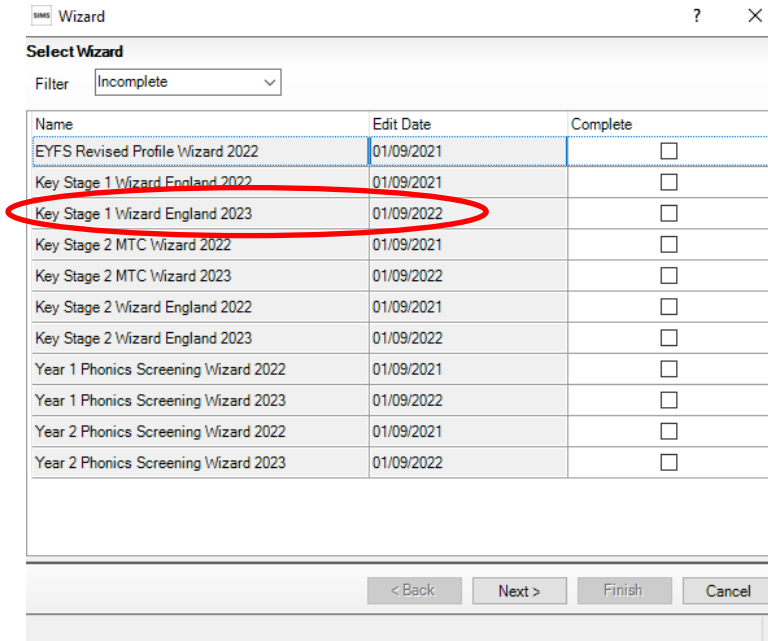 SIMS Wizard ? ×
Select Wizard
Filter Incomplete
Name Edit Date Complete
EYFS Revised Profile Wizard 2022 01/09/2021
Key Stage 1 Wizard England 2022 01/09/2021
Key Stage 1 Wizard England 2023 01/09/2022
Key Stage 2 MTC Wizard 2022 01/09/2021
Key Stage 2 MTC Wizard 2023 01/09/2022
Key Stage 2 Wizard England 2022 01/09/2021
Key Stage 2 Wizard England 2023 01/09/2022
Year 1 Phonics Screening Wizard 2022 01/09/2021
Year 1 Phonics Screening Wizard 2023 01/09/2022
Year 2 Phonics Screening Wizard 2022 01/09/2021
Year 2 Phonics Screening Wizard 2023 01/09/2022
< Back Next > Finish Cancel